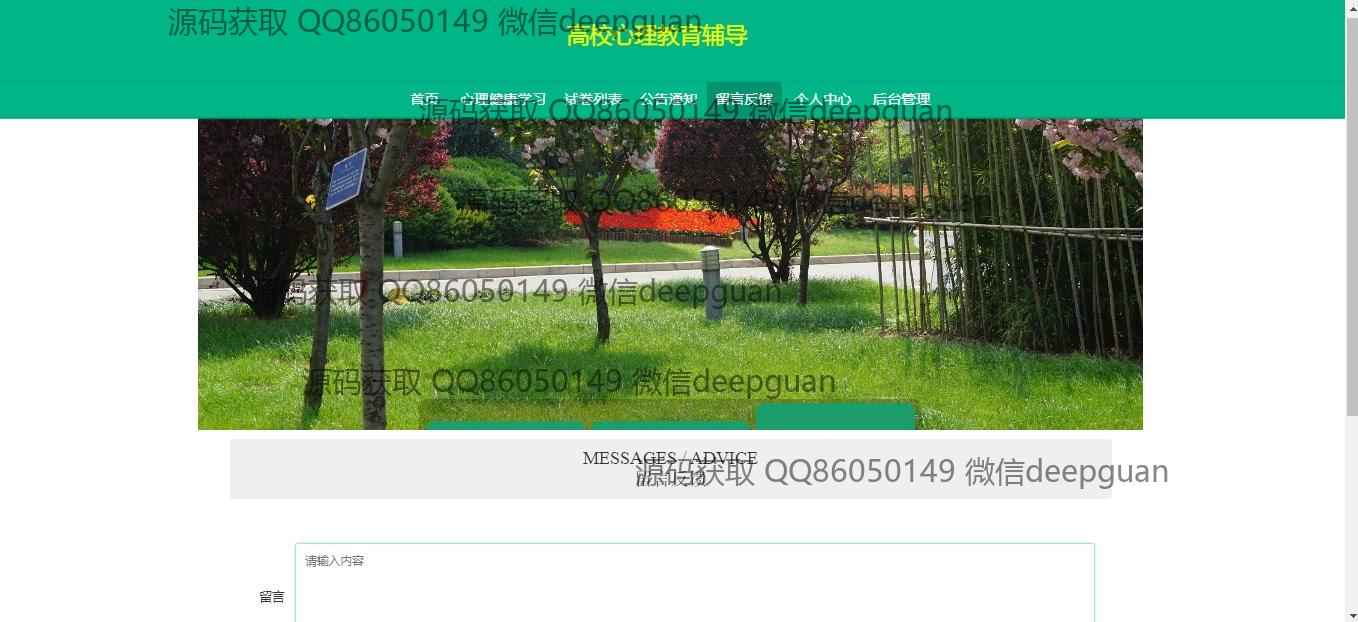 源码获取 QQ86050149 微信deepguan
高校心理教育辅导
首页 心理健康学习 试卷列表 公告通知 留言反馈 个人中心 后台管理
源码获取 QQ86050149 微信deepguan
源码获取 QQ86050149 微信deepguan
源码获取 QQ86050149 微信deepguan
源码获取 QQ86050149 微信deepguan
MESSAGES / ADVICE
源码获取 QQ86050149 微信deepguan
留言反馈
请输入内容
留言